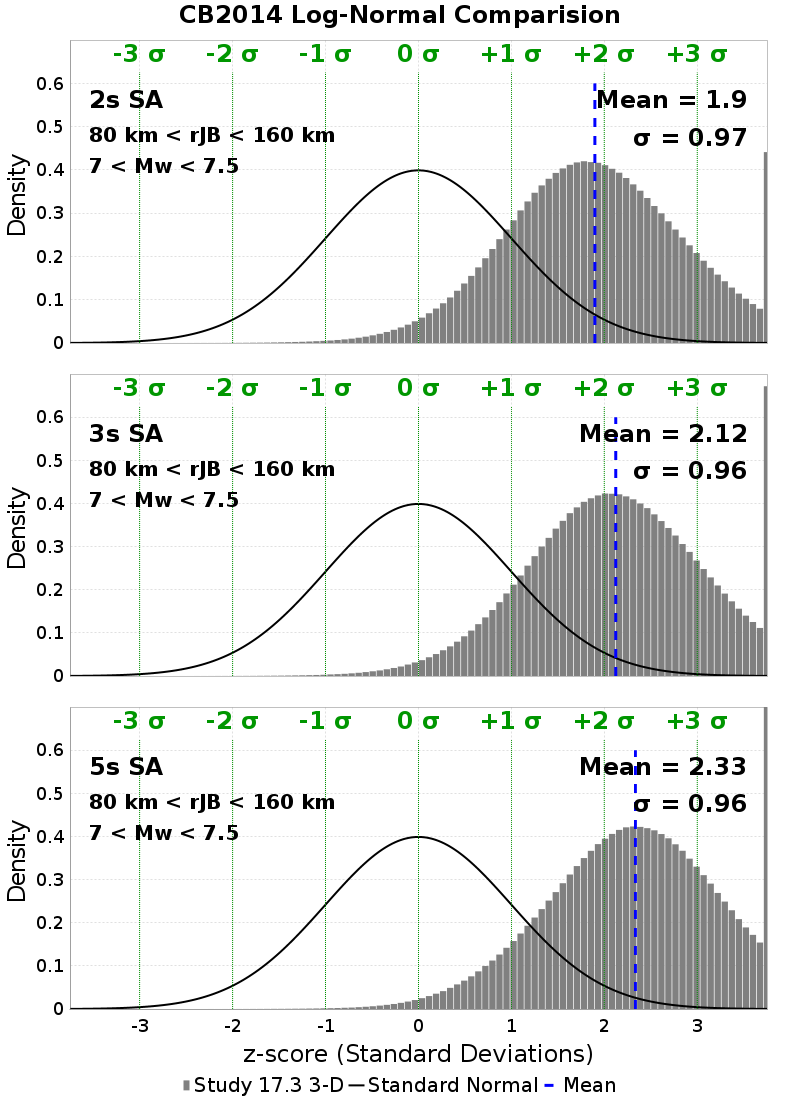 CB2014 Log-Normal Comparision
-3 σ -2 σ -1 σ 0 σ +1 σ +2 σ +3 σ
0.6
2s SA Mean = 1.9
0.5
80 km < rJB < 160 km σ = 0.97
7 < Mw < 7.5
0.4
Density
0.3
0.2
0.1
0
-3 σ -2 σ -1 σ 0 σ +1 σ +2 σ +3 σ
0.6
3s SA Mean = 2.12
0.5
80 km < rJB < 160 km σ = 0.96
7 < Mw < 7.5
0.4
Density
0.3
0.2
0.1
0
-3 σ -2 σ -1 σ 0 σ +1 σ +2 σ +3 σ
0.6
5s SA Mean = 2.33
0.5
80 km < rJB < 160 km σ = 0.96
7 < Mw < 7.5
0.4
Density
0.3
0.2
0.1
0
-3 -2 -1 0 1 2 3
z-score (Standard Deviations)
Study 17.3 3-D Standard Normal Mean